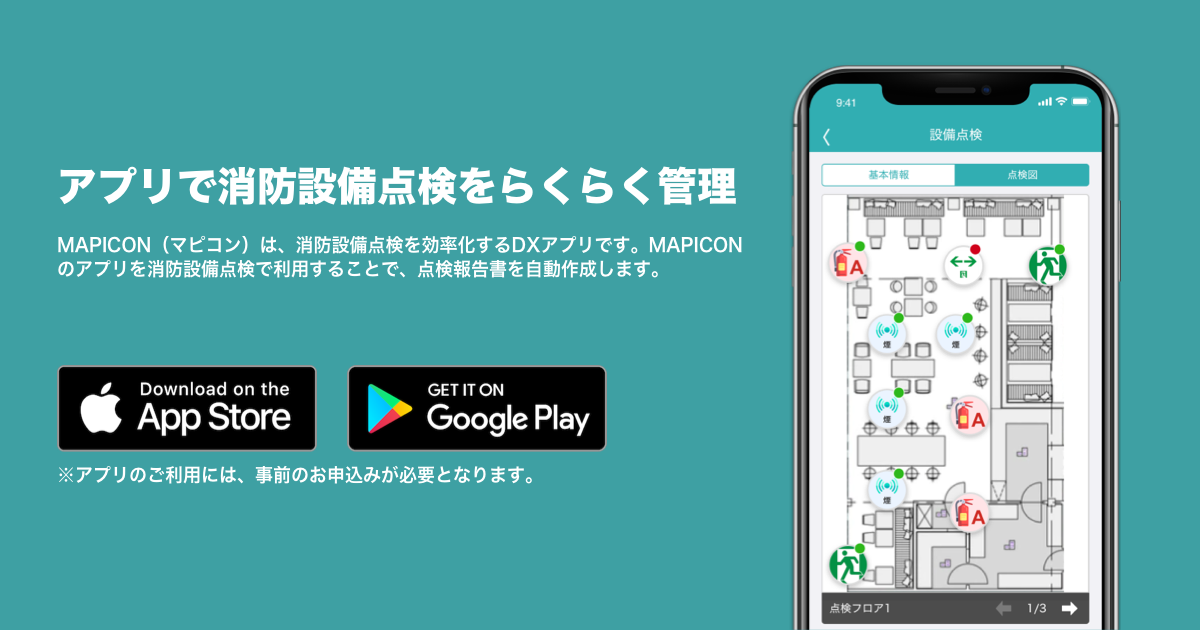 アプリで消防設備点検をらくらく管理
MAPICON（マピコン）は、消防設備点検を効率化するDXアプリです。MAPICON
のアプリを消防設備点検で利用することで、点検報告書を自動作成します。
Download on the
App Store
GET IT ON
Google Play
※アプリのご利用には、事前のお申込みが必要となります。
9:41
設備点検
基本情報
点検図
A
煙
煙
煙
A
煙
A
点検フロア1
1/3